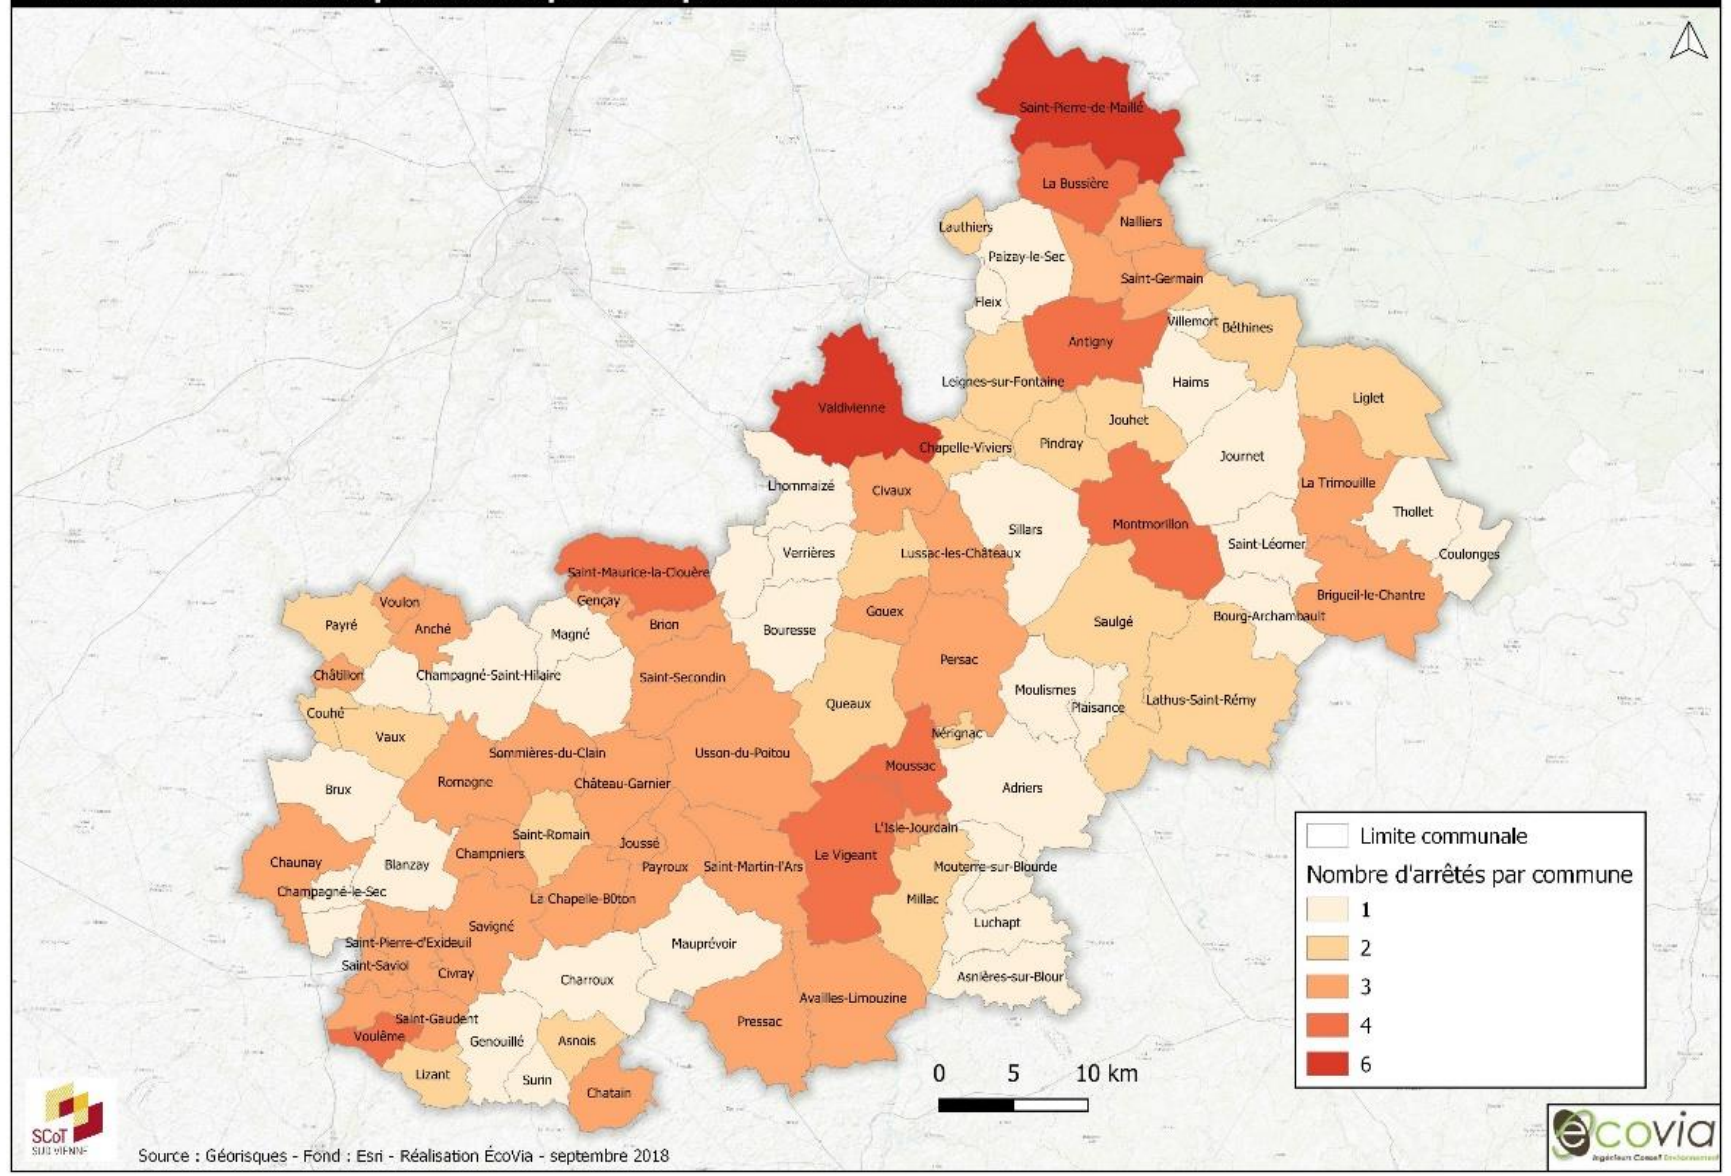 Saint-Pierre-de-Maillé
La Bussière
Nalliers
Lauthiers
Paizay-le-Sec
Saint-Germain
Fleix
Villemort
Béthines
Antigny
Leignes-sur-Fontaine
Haims
Liglet
Valdivienne
Jouhet
Chapelle-Viviers
Pindray
Journet
Lhommaizé
Civaux
La Trimouille
Thollet
Montmorillon
Sillars
Verrières
Lussac-les-Châteaux
Saint-Léomer
Coulonges
Saint-Maurice-la-Clouère
Gençay
Voulon
Brigueil-le-Chantre
Gouex
Bourg-Archambault
Payré
Anché
Magné
Brion
Bouresse
Saulgé
Persac
Châtillon
Champagné-Saint-Hilaire
Saint-Secondin
Moulismes
Plaisance
Lathus-Saint-Rémy
Queaux
Couhé
Vaux
Nérignac
Sommières-du-Clain
Usson-du-Poitou
Moussac
Romagne
Château-Garnier
Brux
Adriers
Saint-Romain
L'Isle-Jourdain
Joussé
Champniers
Le Vigeant
Chaunay
Blanzay
Payroux
Saint-Martin-l'Ars
Mouterre-sur-Blourde
Champagné-le-Sec
La Chapelle-Bâton
Millac
Savigné
Luchapt
Saint-Pierre-d'Exideuil
Mauprévoir
Saint-Saviol
Civray
Charroux
Asnières-sur-Blour
Availles-Limouzine
Saint-Gaudent
Pressac
Voulême
Genouillé
Asnois
Lizant
Surin
Chatain
Limite communale
Nombre d'arrêtés par commune
1
2
3
4
6
0 5 10 km
SCoT
SUD VIENNE
Source : Géorisques - Fond : Esri - Réalisation ÉcoVia - septembre 2018
écovia
Ingénieurs Conseil Environnement